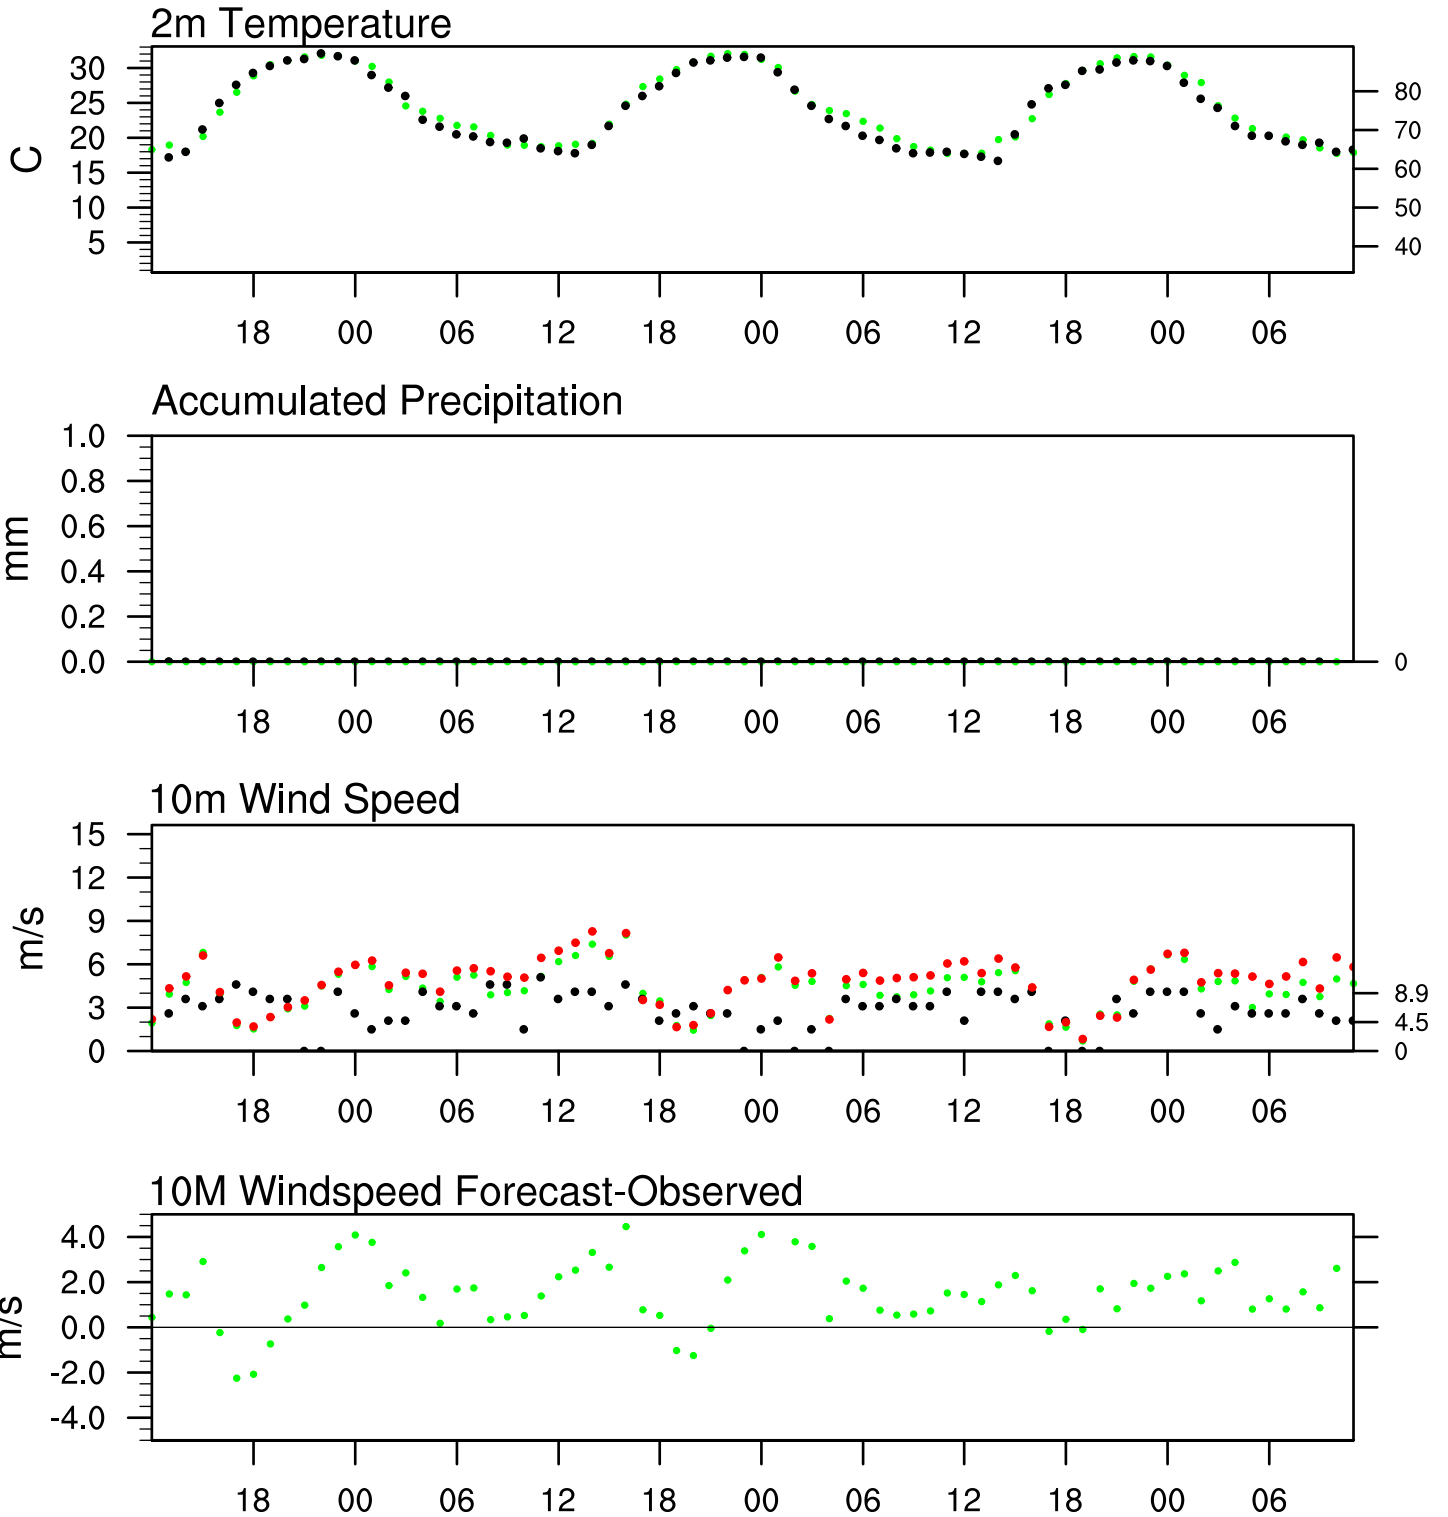 2m Temperature
30
25
20
15
10
5
C
80
70
60
50
40
18 00 06 12 18 00 06 12 18 00 06
Accumulated Precipitation
1.0
0.8
0.6
0.4
0.2
0.0
mm
0
18 00 06 12 18 00 06 12 18 00 06
10m Wind Speed
15
12
9
6
3
0
m/s
8.9
4.5
0
18 00 06 12 18 00 06 12 18 00 06
10M Windspeed Forecast-Observed
4.0
2.0
0.0
-2.0
-4.0
m/s
18 00 06 12 18 00 06 12 18 00 06